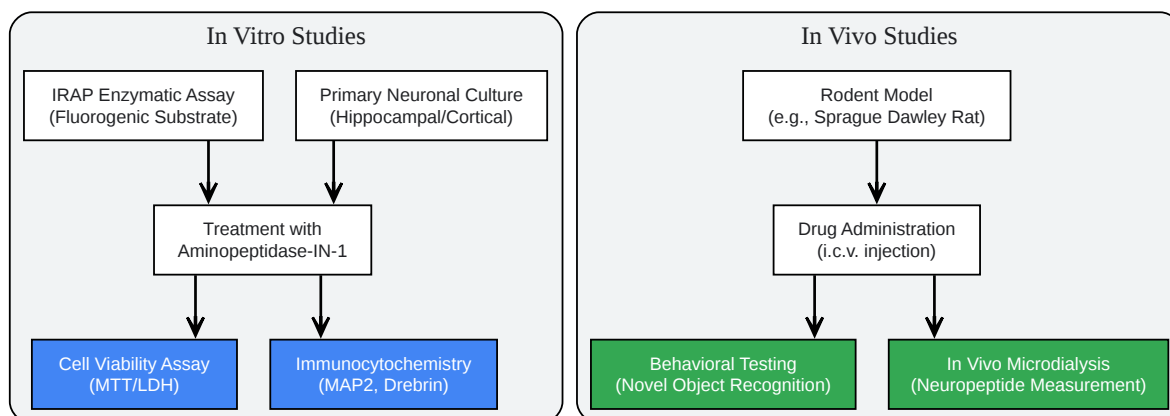 In Vitro Studies
IRAP Enzymatic Assay
(Fluorogenic Substrate)
Primary Neuronal Culture
(Hippocampal/Cortical)
Treatment with
Aminopeptidase-IN-1
Cell Viability Assay
(MTT/LDH)
Immunocytochemistry
(MAP2, Drebrin)
In Vivo Studies
Rodent Model
(e.g., Sprague Dawley Rat)
Drug Administration
(i.c.v. injection)
Behavioral Testing
(Novel Object Recognition)
In Vivo Microdialysis
(Neuropeptide Measurement)